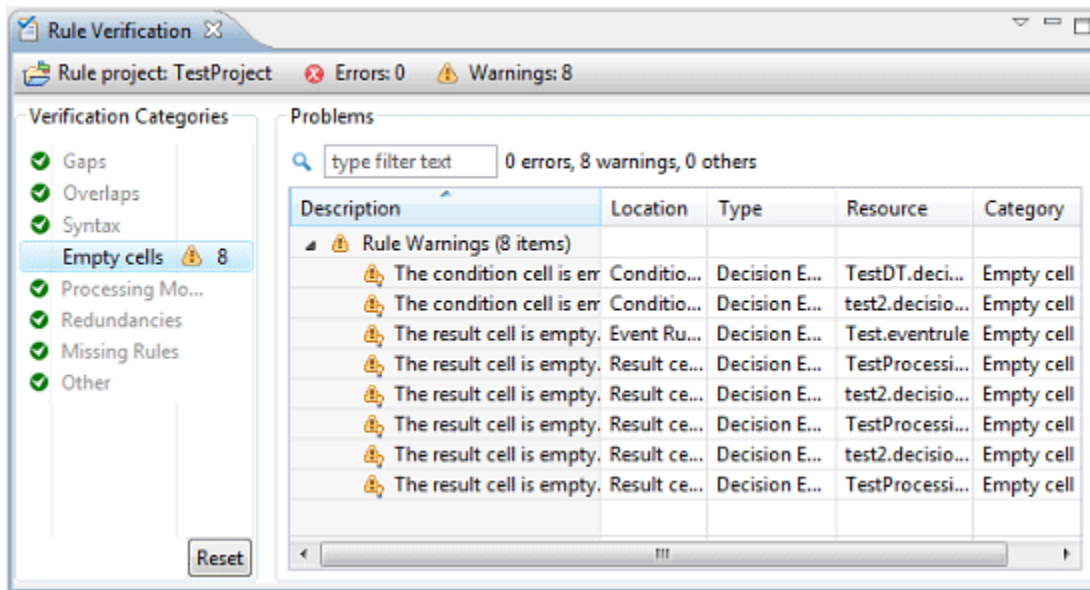 Rule Verification
Rule project: TestProject Errors: 0 Warnings: 8
Verification Categories
Gaps
Overlaps
Syntax
Empty cells 8
Processing Mo...
Redundancies
Missing Rules
Other
Reset
Problems
type filter text 0 errors, 8 warnings, 0 others
Description Location Type Resource Category
Rule Warnings (8 items)
The condition cell is em Conditio... Decision E... TestDT.deci... Empty cell
The condition cell is em Conditio... Decision E... test2.decisio... Empty cell
The result cell is empty. Event Ru... Decision E... Test.eventrule Empty cell
The result cell is empty. Result ce... Decision E... TestProcessi... Empty cell
The result cell is empty. Result ce... Decision E... test2.decisio... Empty cell
The result cell is empty. Result ce... Decision E... TestProcessi... Empty cell
The result cell is empty. Result ce... Decision E... test2.decisio... Empty cell
The result cell is empty. Result ce... Decision E... TestProcessi... Empty cell